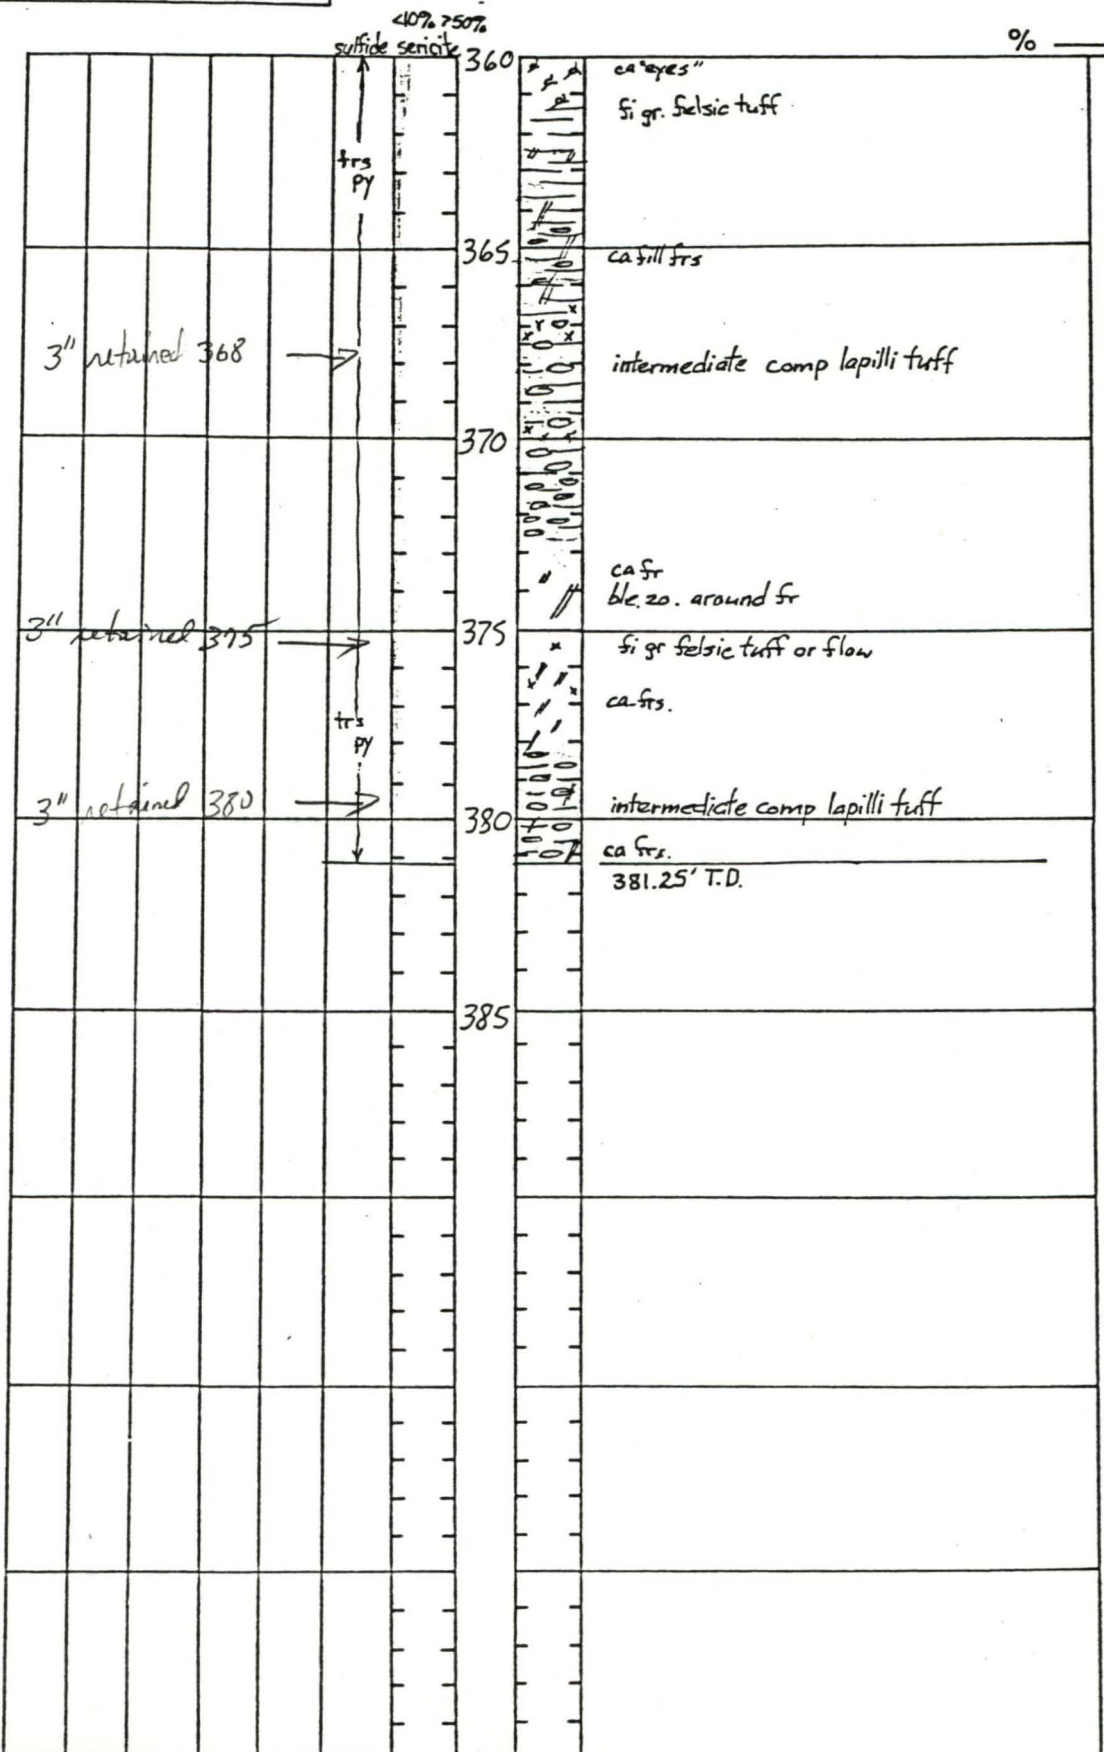 <10% >50%
sulfide sericite
%
360
ca "eyes"
fi gr. felsic tuff
trs
py
365
ca fill frs
3" retained 368
intermediate comp lapilli tuff
370
ca fr
ble. zo. around fr
3" retained 375
375
fi gr felsic tuff or flow
ca frs.
trs
py
3" retained 380
380
intermediate comp lapilli tuff
ca frs.
381.25' T.D.
385